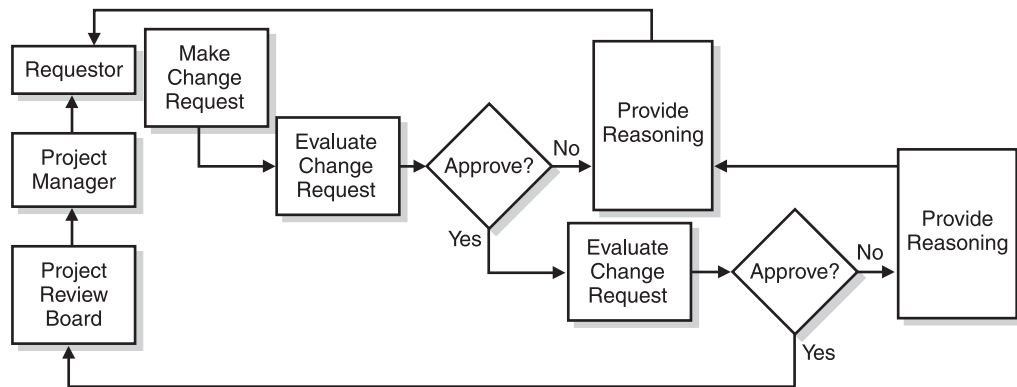 Requestor
Make
Change
Request
Project
Manager
Evaluate
Change
Request
Approve?
No
Yes
Provide
Reasoning
Project
Review
Board
Evaluate
Change
Request
Approve?
No
Yes
Provide
Reasoning